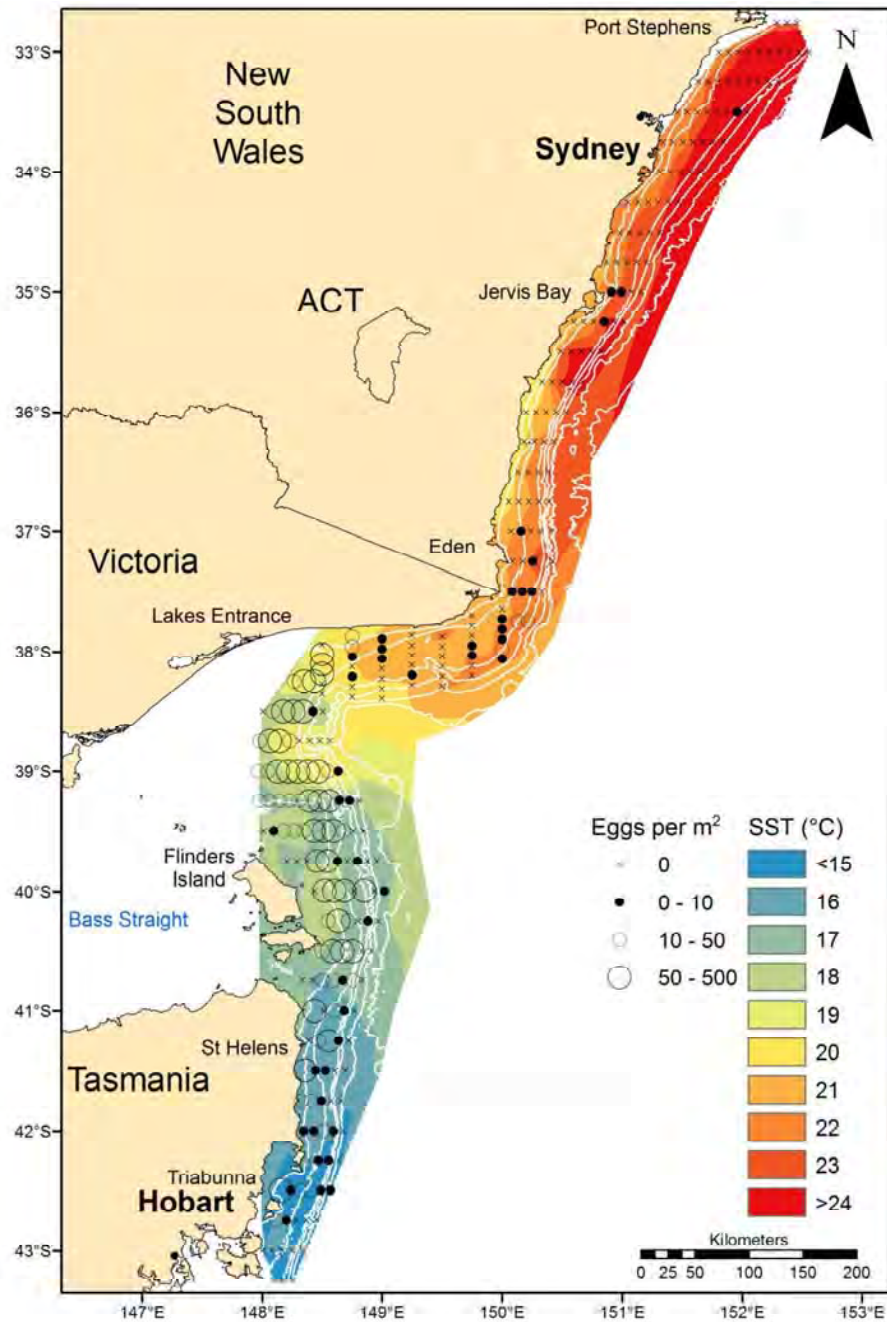 Port Stephens
N
33°S
New
South
Wales
Sydney
34°S
35°S
Jervis Bay
ACT
36°S
37°S
Eden
Victoria
Lakes Entrance
38°S
39°S
Eggs per m²
SST (°C)
0
<15
0 - 10
16
10 - 50
17
50 - 500
18
19
20
21
22
23
>24
Flinders
Island
40°S
Bass Straight
41°S
St Helens
Tasmania
42°S
Triabunna
Hobart
43°S
Kilometers
0 25 50 100 150 200
147°E 148°E 149°E 150°E 151°E 152°E 153°E